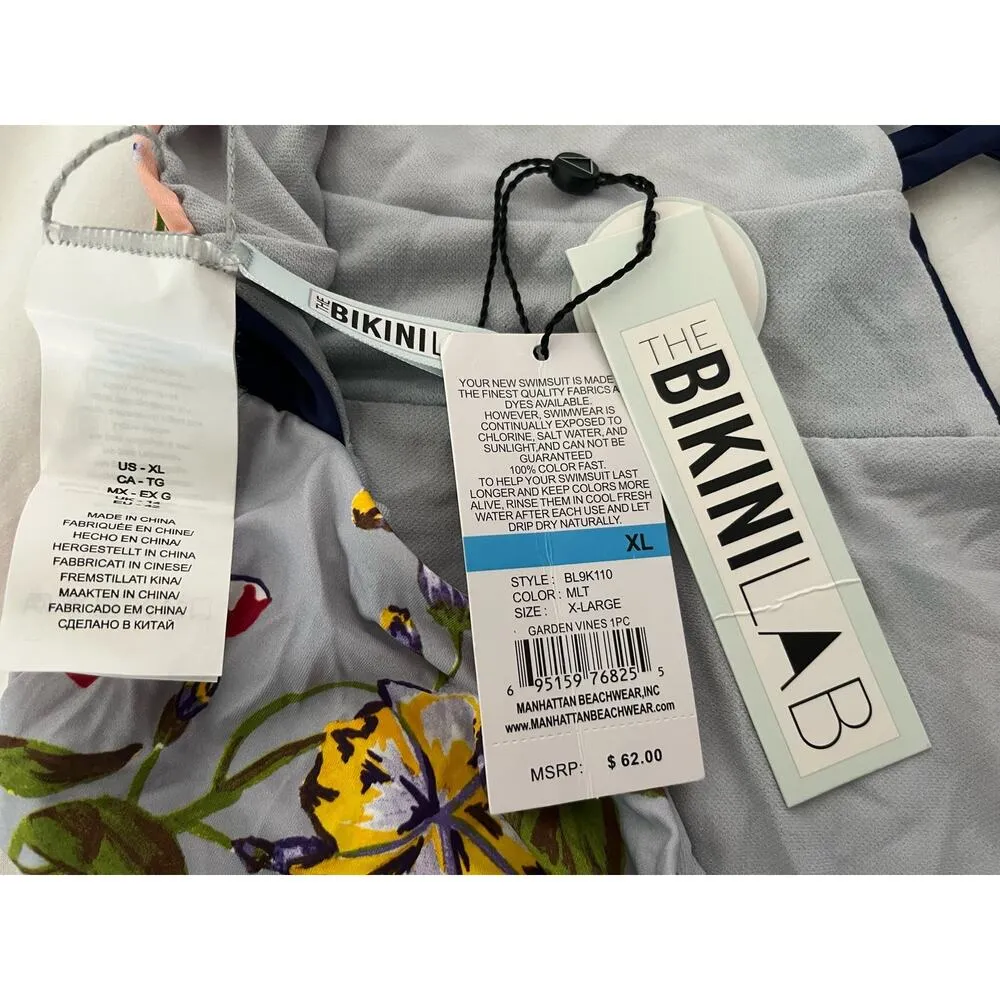 US - XL
CA - TG
MX - EX G
MADE IN CHINA
FABRIQUÉE EN CHINE/
HECHO EN CHINA/
HERGESTELLT IN CHINA
FABBRICATI IN CINESE/
FREMSTILLATI KINA/
MAAKTEN IN CHINA/
FABRICADO EM CHINA/
СДЕЛАНО В КИТАЙ
THE
BIKINI
YOUR NEW SWIMSUIT IS MADE
THE FINEST QUALITY FABRICS A
DYES AVAILABLE.
HOWEVER, SWIMWEAR IS
CONTINUALLY EXPOSED TO
CHLORINE, SALT WATER, AND
SUNLIGHT,AND CAN NOT BE
GUARANTEED
100% COLOR FAST.
TO HELP YOUR SWIMSUIT LAST
LONGER AND KEEP COLORS MORE
ALIVE, RINSE THEM IN COOL FRESH
WATER AFTER EACH USE AND LET
DRIP DRY NATURALLY.
XL
STYLE : BL9K110
COLOR : MLT
SIZE : X-LARGE
GARDEN VINES 1PC
6 95159 76825 5
MANHATTAN BEACHWEAR,INC
www.MANHATTANBEACHWEAR.com
MSRP: $ 62.00
THE
BIKINI LAB